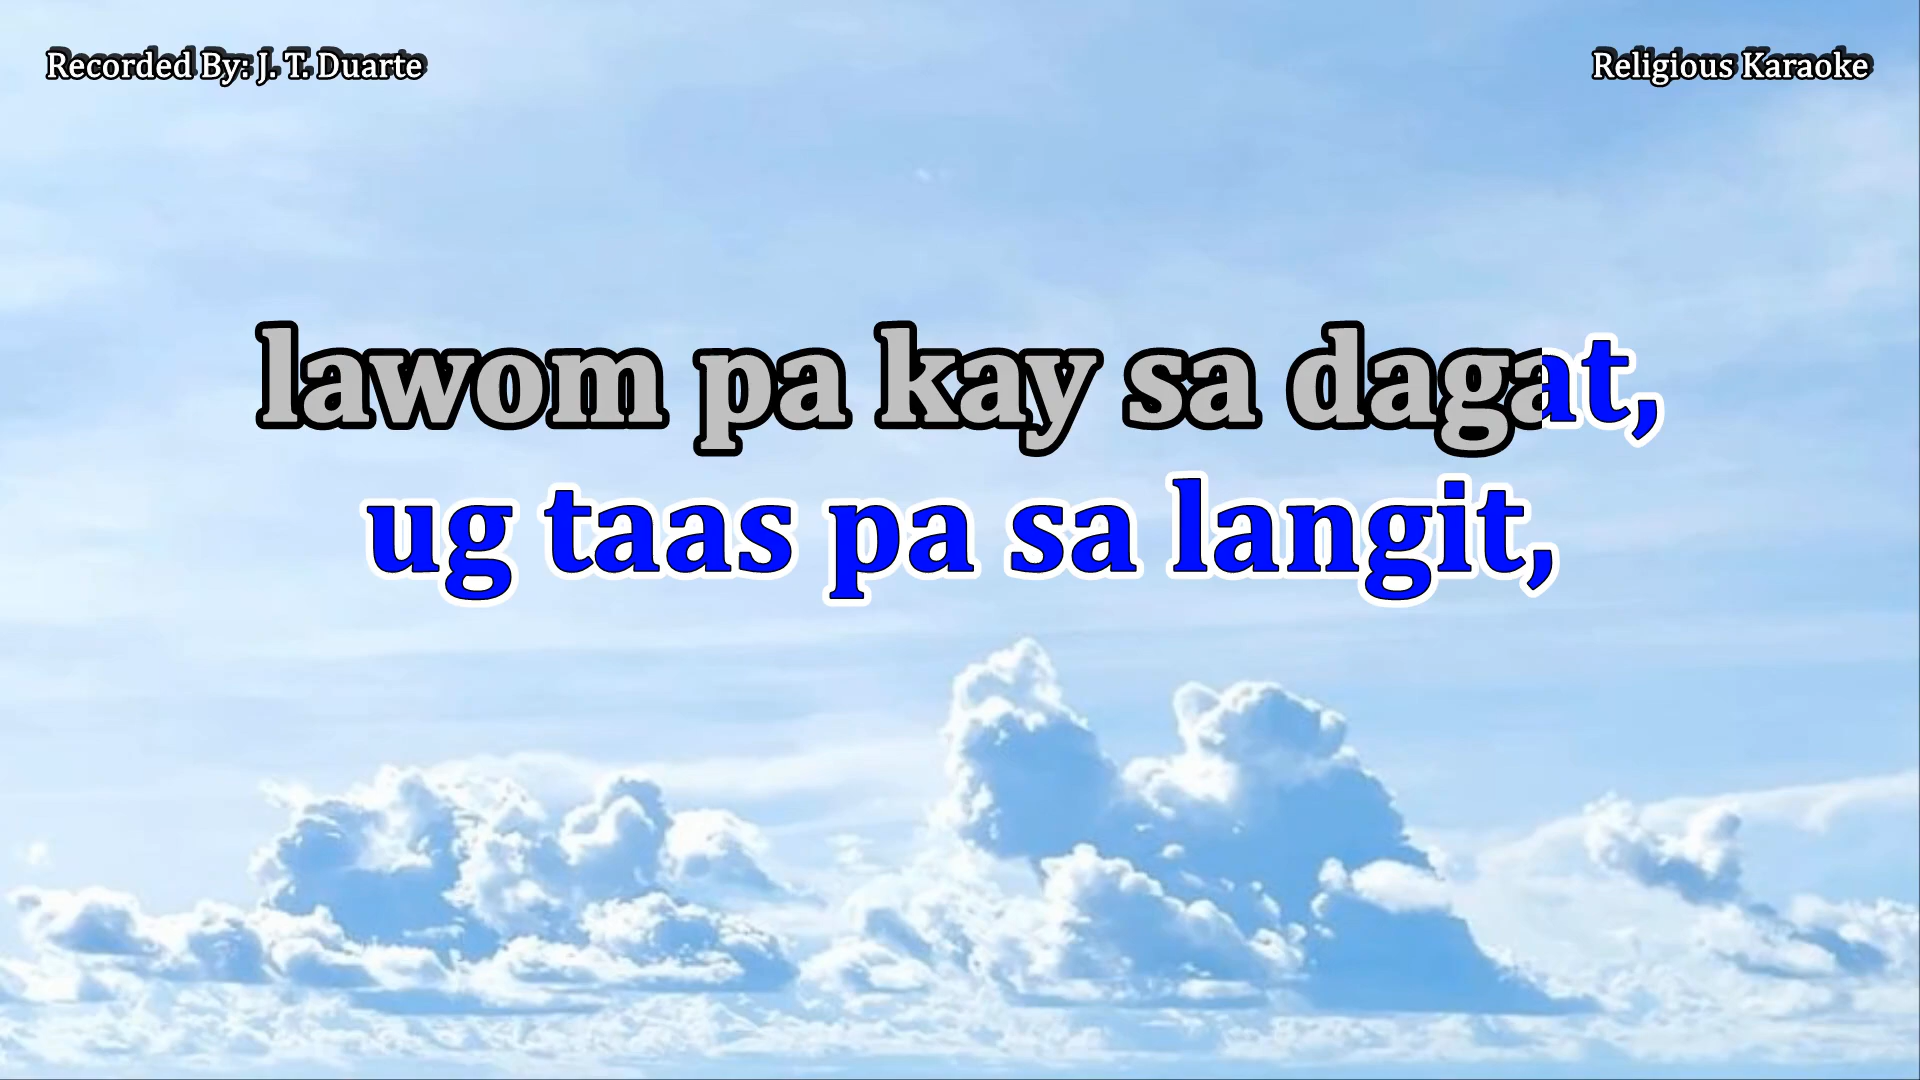 Recorded By: J. T. Duarte
Religious Karaoke
lawom pa kay sa dagat,
ug taas pa sa langit,